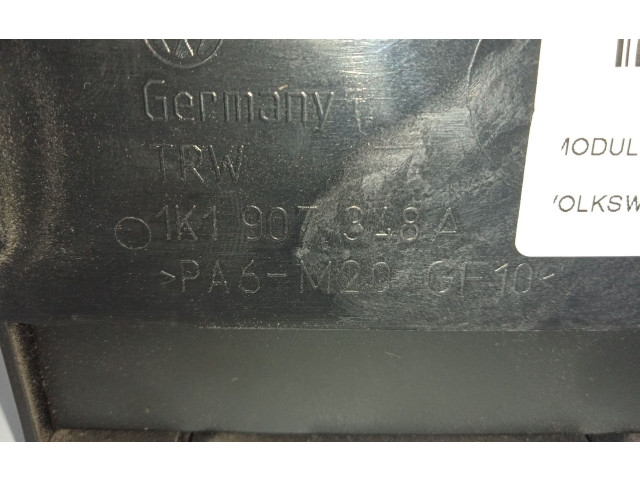 Germany
TRW
1K1 907 348 A
>PA6-M20 GF10<
MODUL
VOLKSW